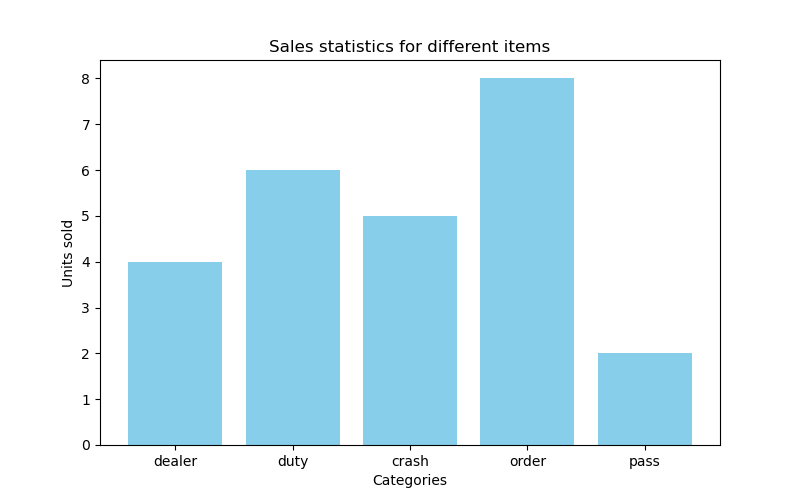 Sales statistics for different items
Units sold
8
7
6
5
4
3
2
1
0
dealer duty crash order pass
Categories